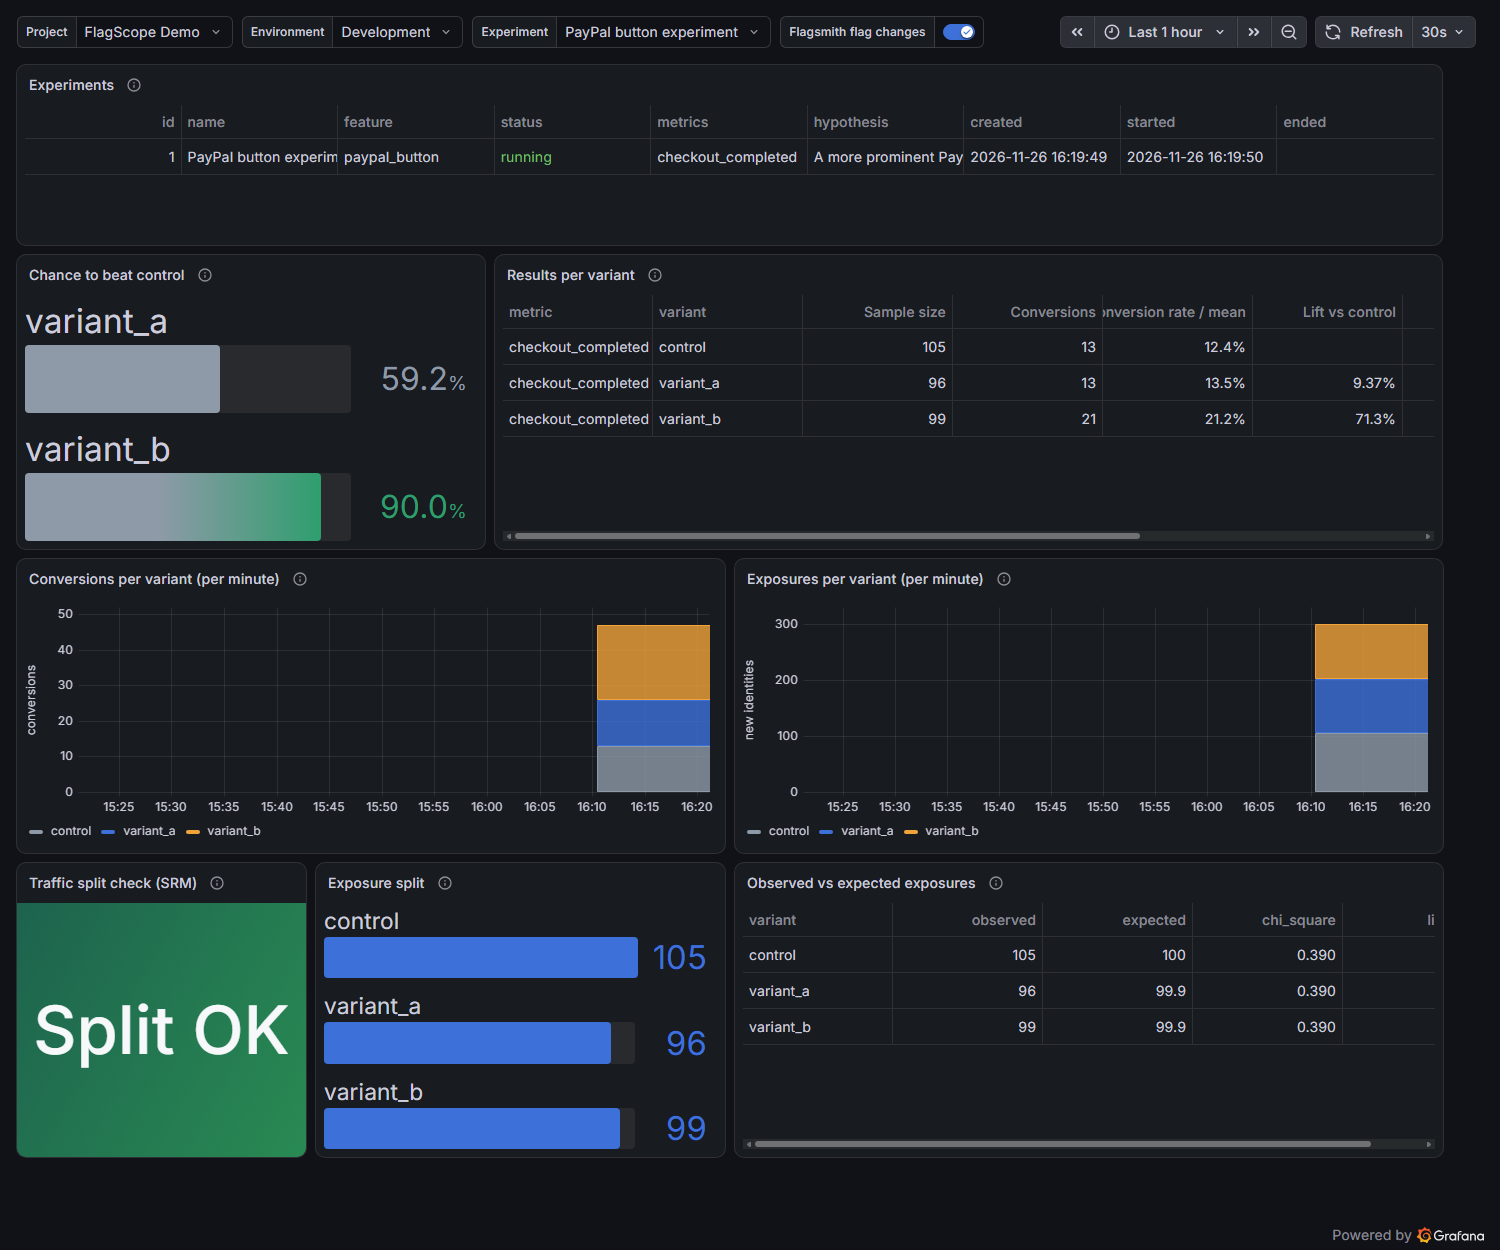 Project FlagScope Demo Environment Development Experiment PayPal button experiment Flagsmith flag changes Last 1 hour Refresh 30s
Experiments
id name feature status metrics hypothesis created started ended
1 PayPal button experim paypal_button running checkout_completed A more prominent Pay 2026-11-26 16:19:49 2026-11-26 16:19:50
Chance to beat control
variant_a
59.2%
variant_b
90.0%
Results per variant
metric variant Sample size Conversions onversion rate / mean Lift vs control
checkout_completed control 105 13 12.4%
checkout_completed variant_a 96 13 13.5% 9.37%
checkout_completed variant_b 99 21 21.2% 71.3%
Conversions per variant (per minute)
conversions
50
40
30
20
10
0
15:25 15:30 15:35 15:40 15:45 15:50 15:55 16:00 16:05 16:10 16:15 16:20
control variant_a variant_b
Exposures per variant (per minute)
new identities
300
200
100
0
15:25 15:30 15:35 15:40 15:45 15:50 15:55 16:00 16:05 16:10 16:15 16:20
control variant_a variant_b
Traffic split check (SRM)
Split OK
Exposure split
control
105
variant_a
96
variant_b
99
Observed vs expected exposures
variant observed expected chi_square li
control 105 100 0.390
variant_a 96 99.9 0.390
variant_b 99 99.9 0.390
Powered by Grafana